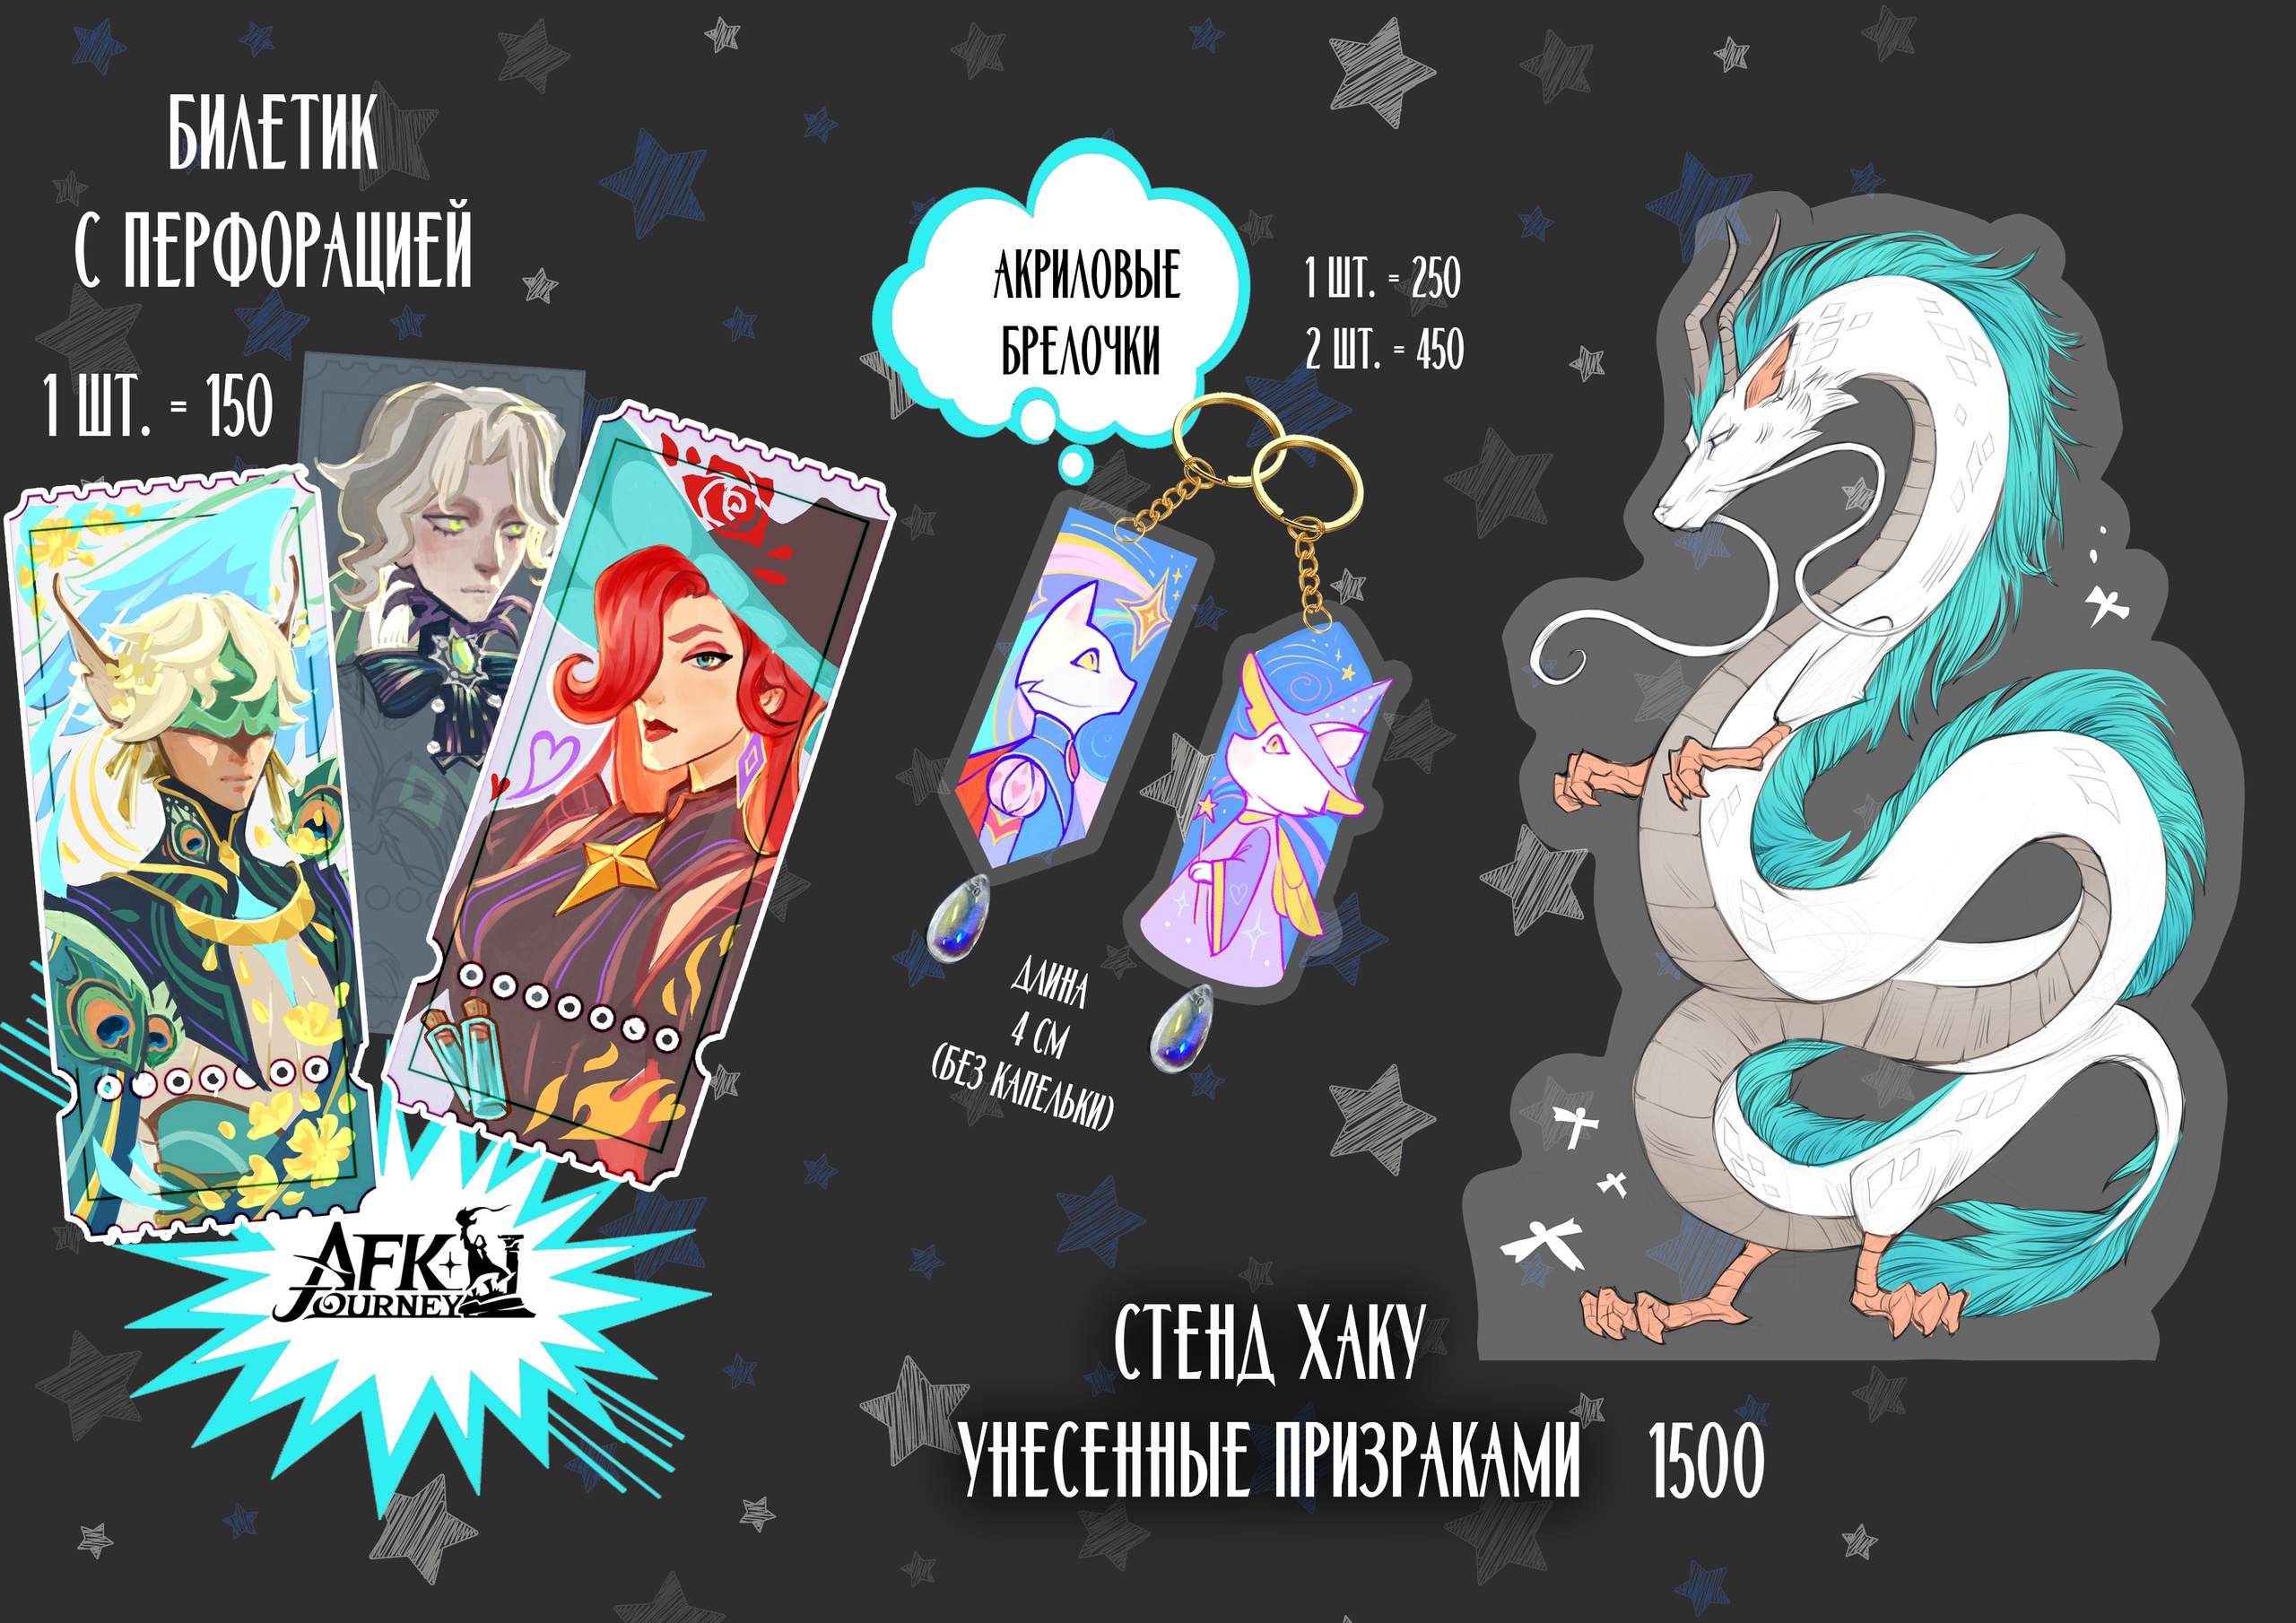 БИЛЕТИК
С ПЕРФОРАЦИЕЙ
1 ШТ. = 150
AFK
JOURNEY
АКРИЛОВЫЕ
БРЕЛОЧКИ
1 ШТ. = 250
2 ШТ. = 450
ДЛИНА
4 СМ
(БЕЗ КАПЕЛЬКИ)
СТЕНД ХАКУ
УНЕСЕННЫЕ ПРИЗРАКАМИ 1500